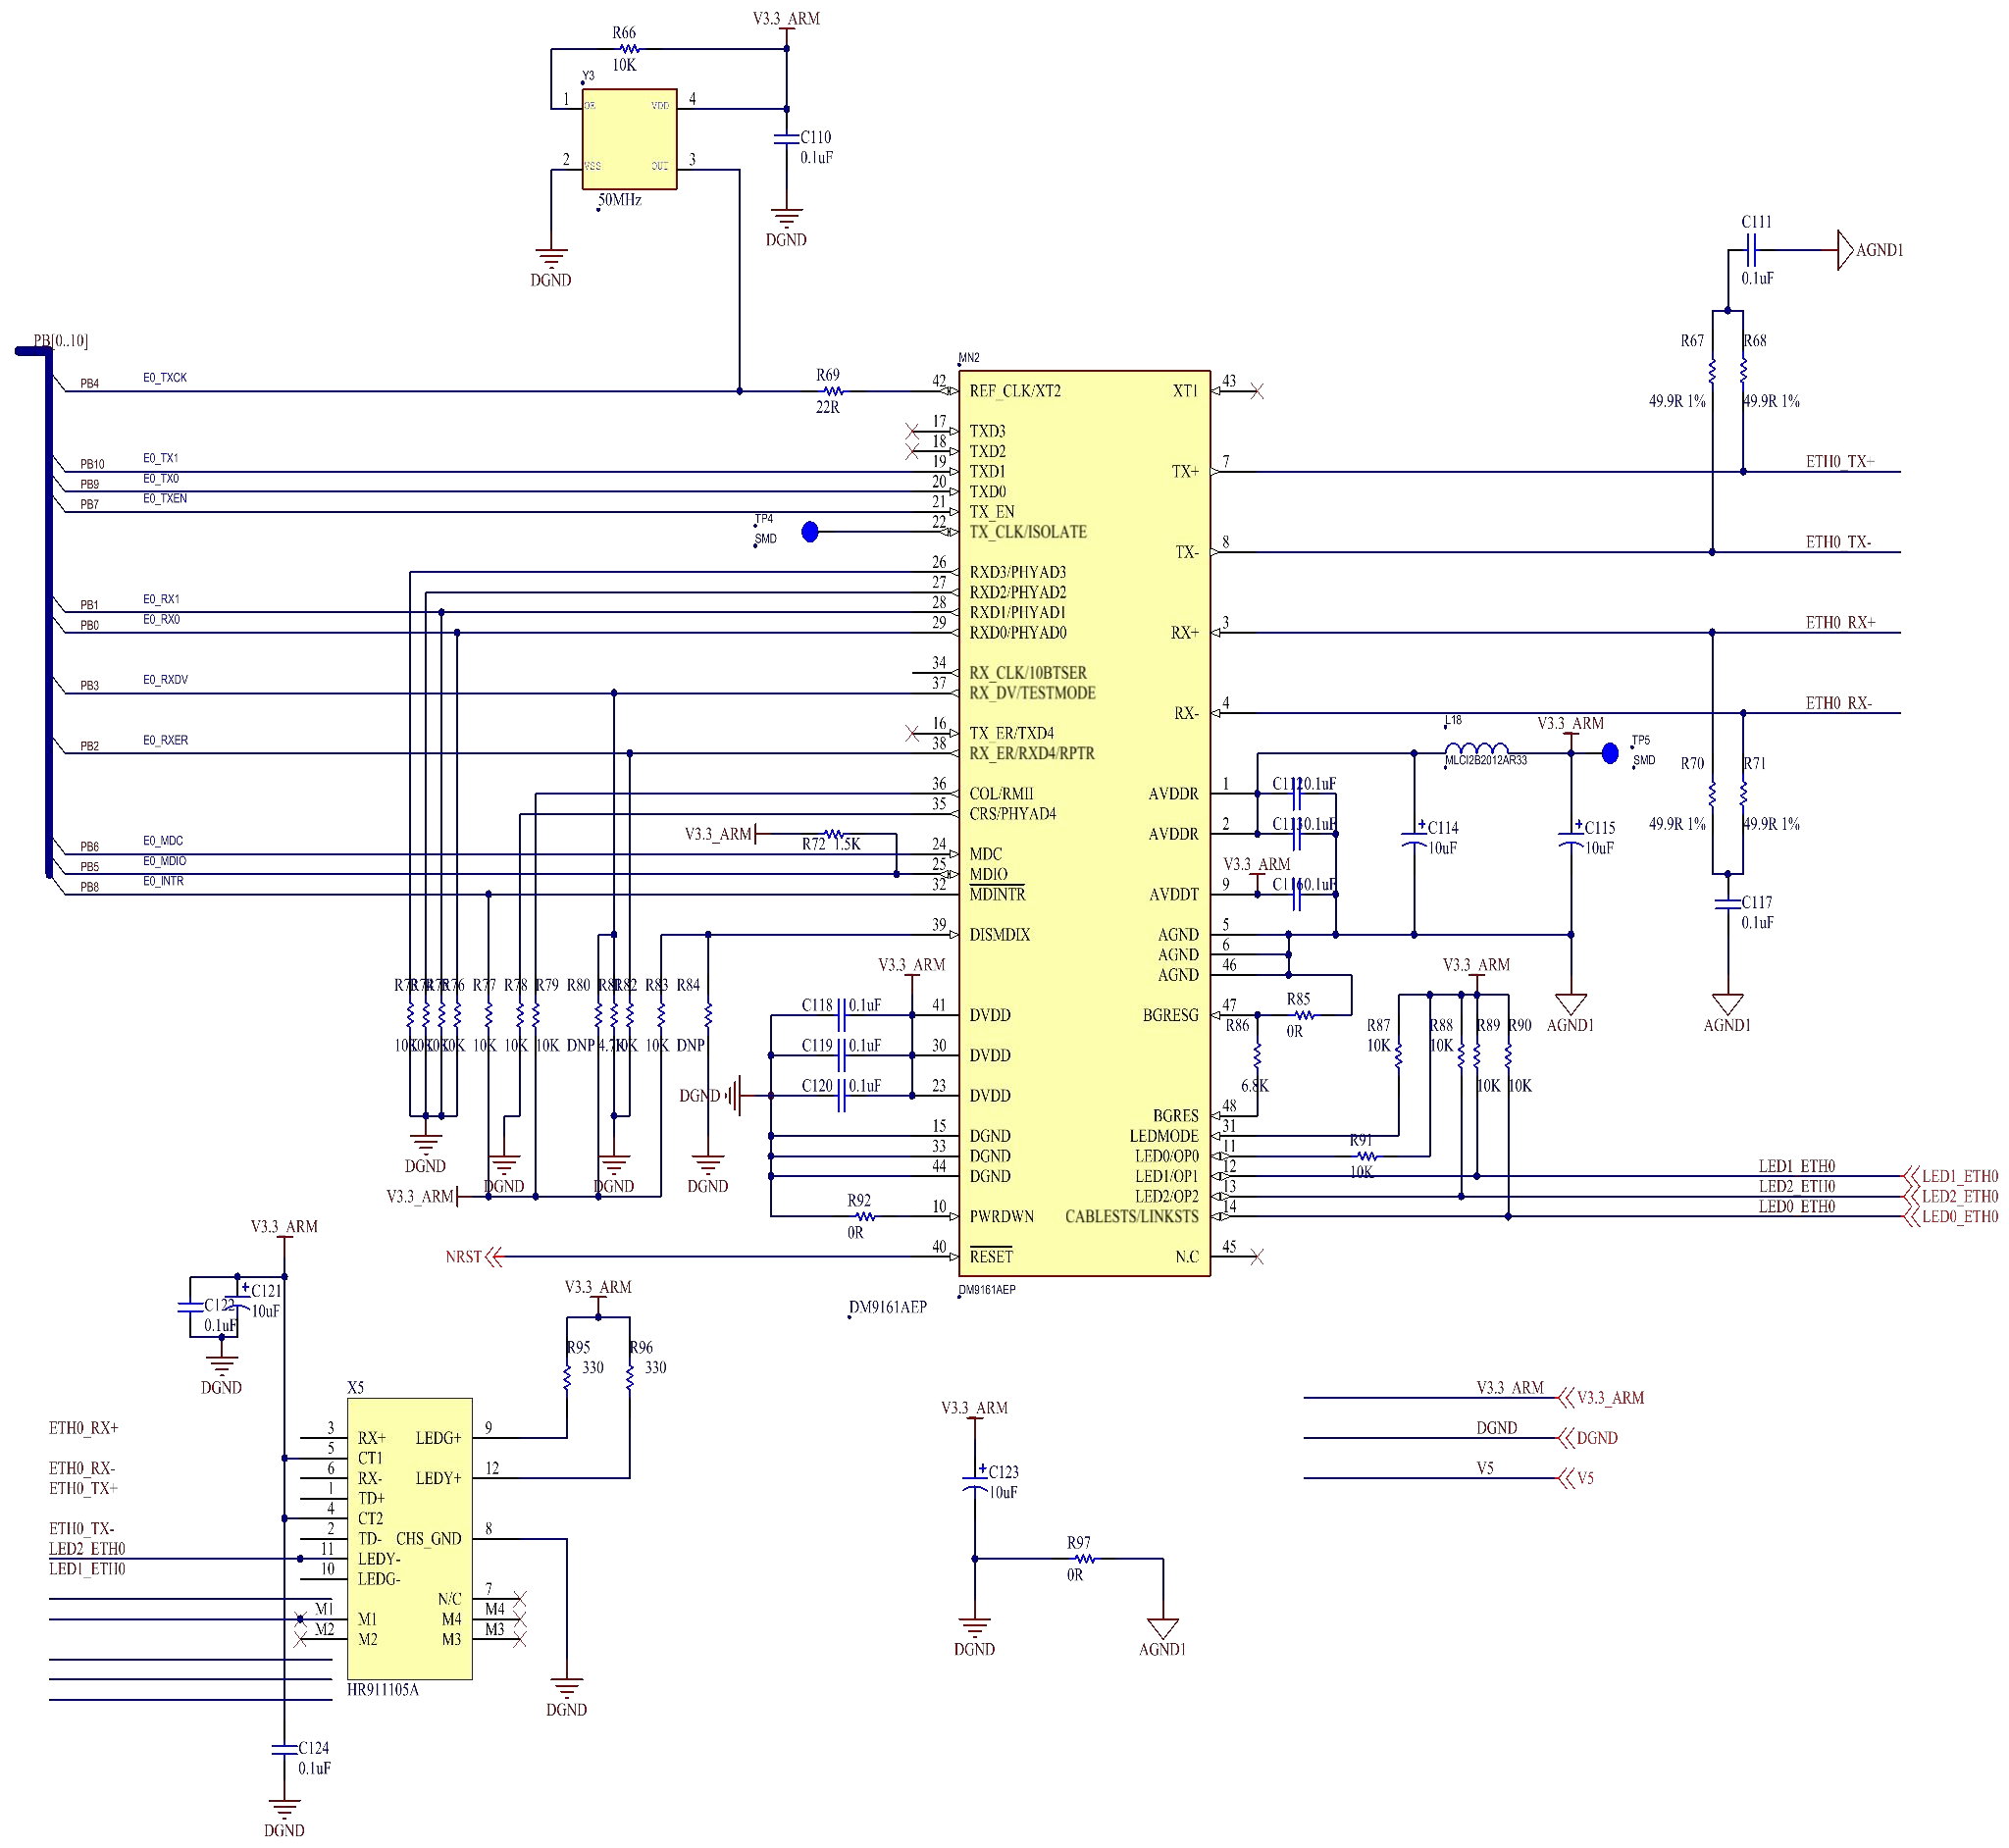 V3.3_ARM
R66
10K
Y3
1
OE
VDD
4
C110
0.1uF
2
VSS
OUT
3
50MHz
DGND
DGND
C111
0.1uF
AGND1
R67
R68
49.9R 1%
49.9R 1%
PB[0..10]
PB4
E0_TXCK
R69
22R
MN2
42
REF_CLK/XT2
XT1
43
17
TXD3
18
TXD2
PB10
E0_TX1
19
TXD1
TX+
7
ETH0_TX+
PB9
E0_TX0
20
TXD0
PB7
E0_TXEN
21
TX_EN
TP4
SMD
22
TX_CLK/ISOLATE
TX-
8
ETH0_TX-
26
RXD3/PHYAD3
27
RXD2/PHYAD2
PB1
E0_RX1
28
RXD1/PHYAD1
PB0
E0_RX0
29
RXD0/PHYAD0
RX+
3
ETH0_RX+
34
RX_CLK/10BTSER
PB3
E0_RXDV
37
RX_DV/TESTMODE
RX-
4
ETH0_RX-
16
TX_ER/TXD4
PB2
E0_RXER
38
RX_ER/RXD4/RPTR
L18
MLCI2B2012AR33
V3.3_ARM
TP5
SMD
R70
R71
49.9R 1%
49.9R 1%
36
COL/RMII
AVDDR
1
C112
0.1uF
35
CRS/PHYAD4
V3.3_ARM
R72
1.5K
AVDDR
2
C113
0.1uF
C114
10uF
C115
10uF
PB6
E0_MDC
24
MDC
PB5
E0_MDIO
25
MDIO
V3.3_ARM
PB8
E0_INTR
32
MDINTR
AVDDT
9
C116
0.1uF
C117
0.1uF
39
DISMDIX
AGND
5
AGND
6
AGND
46
V3.3_ARM
V3.3_ARM
R76
R77
R78
R79
R80
R82
R83
R84
10K
10K
10K
10K
DNP
4.7K
10K
DNP
C118
0.1uF
41
DVDD
BGRESG
47
R85
0R
R86
6.8K
AGND1
AGND1
C119
0.1uF
30
DVDD
R87
10K
R88
10K
R89
10K
R90
10K
DGND
C120
0.1uF
23
DVDD
BGRES
48
15
DGND
LEDMODE
31
33
DGND
LED0/OP0
11
R91
10K
44
DGND
LED1/OP1
12
LED1_ETH0
LED1_ETH0
LED2/OP2
13
LED2_ETH0
LED2_ETH0
DGND
DGND
DGND
DGND
V3.3_ARM
R92
0R
10
PWRDWN
CABLESTS/LINKSTS
14
LED0_ETH0
LED0_ETH0
NRST
40
RESET
N.C
45
DM9161AEP
DM9161AEP
V3.3_ARM
C122
0.1uF
C121
10uF
DGND
V3.3_ARM
R95
330
R96
330
X5
ETH0_RX+
3
RX+
LEDG+
9
5
CT1
ETH0_RX-
6
RX-
LEDY+
12
ETH0_TX+
1
TD+
4
CT2
ETH0_TX-
2
TD-
CHS_GND
8
LED2_ETH0
11
LEDY-
LED1_ETH0
10
LEDG-
N/C
7
M1
M1
M4
M4
M2
M2
M3
M3
HR911105A
DGND
C124
0.1uF
DGND
V3.3_ARM
C123
10uF
R97
0R
DGND
AGND1
V3.3_ARM
V3.3_ARM
DGND
DGND
V5
V5